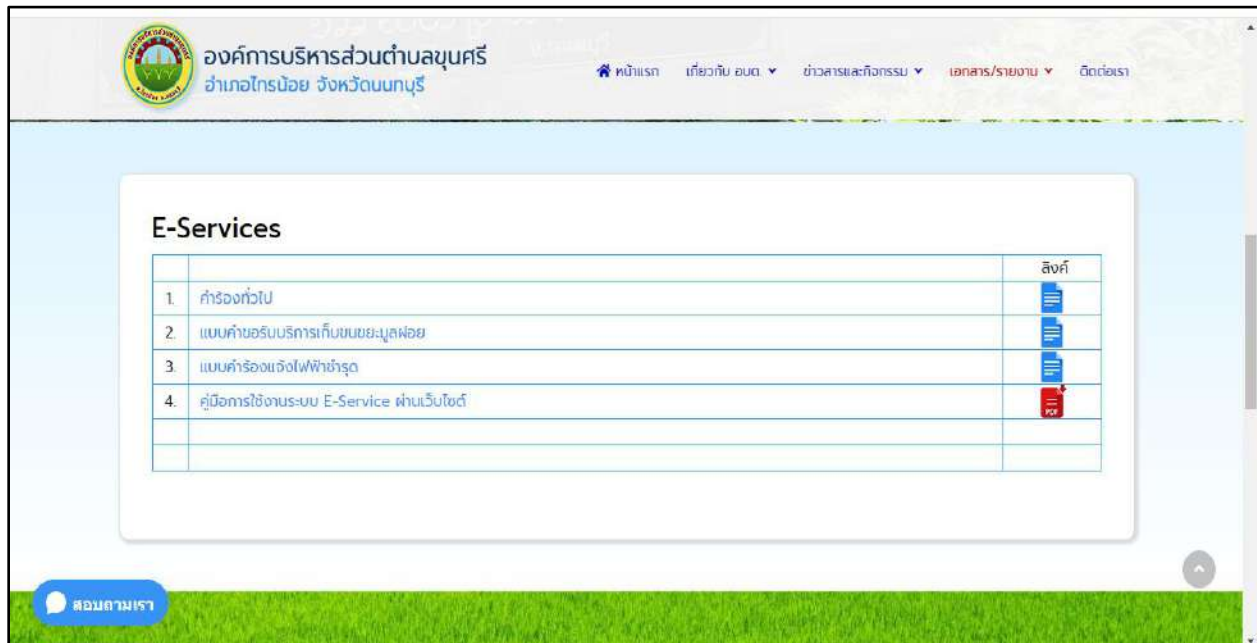 องค์การบริหารส่วนตำบลขุนศรี
อำเภอไทรน้อย จังหวัดนนทบุรี
หน้าแรก เกี่ยวกับ อบต. ข่าวสารและกิจกรรม เอกสาร/รายงาน ติดต่อเรา
E-Services
ลิงค์
1. คำร้องทั่วไป
2. แบบคำขอรับบริการเก็บขนขยะมูลฝอย
3. แบบคำร้องแจ้งไฟฟ้าชำรุด
4. คู่มือการใช้งานระบบ E-Service ผ่านเว็บไซต์
PDF
สอบถามเรา